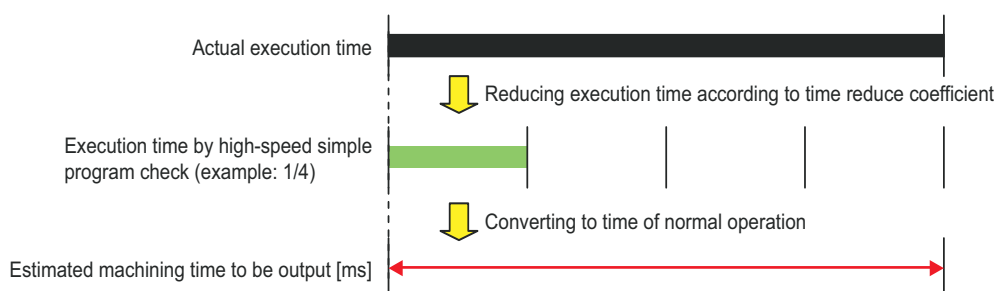 Actual execution time
Reducing execution time according to time reduce coefficient
Execution time by high-speed simple
program check (example: 1/4)
Converting to time of normal operation
Estimated machining time to be output [ms]